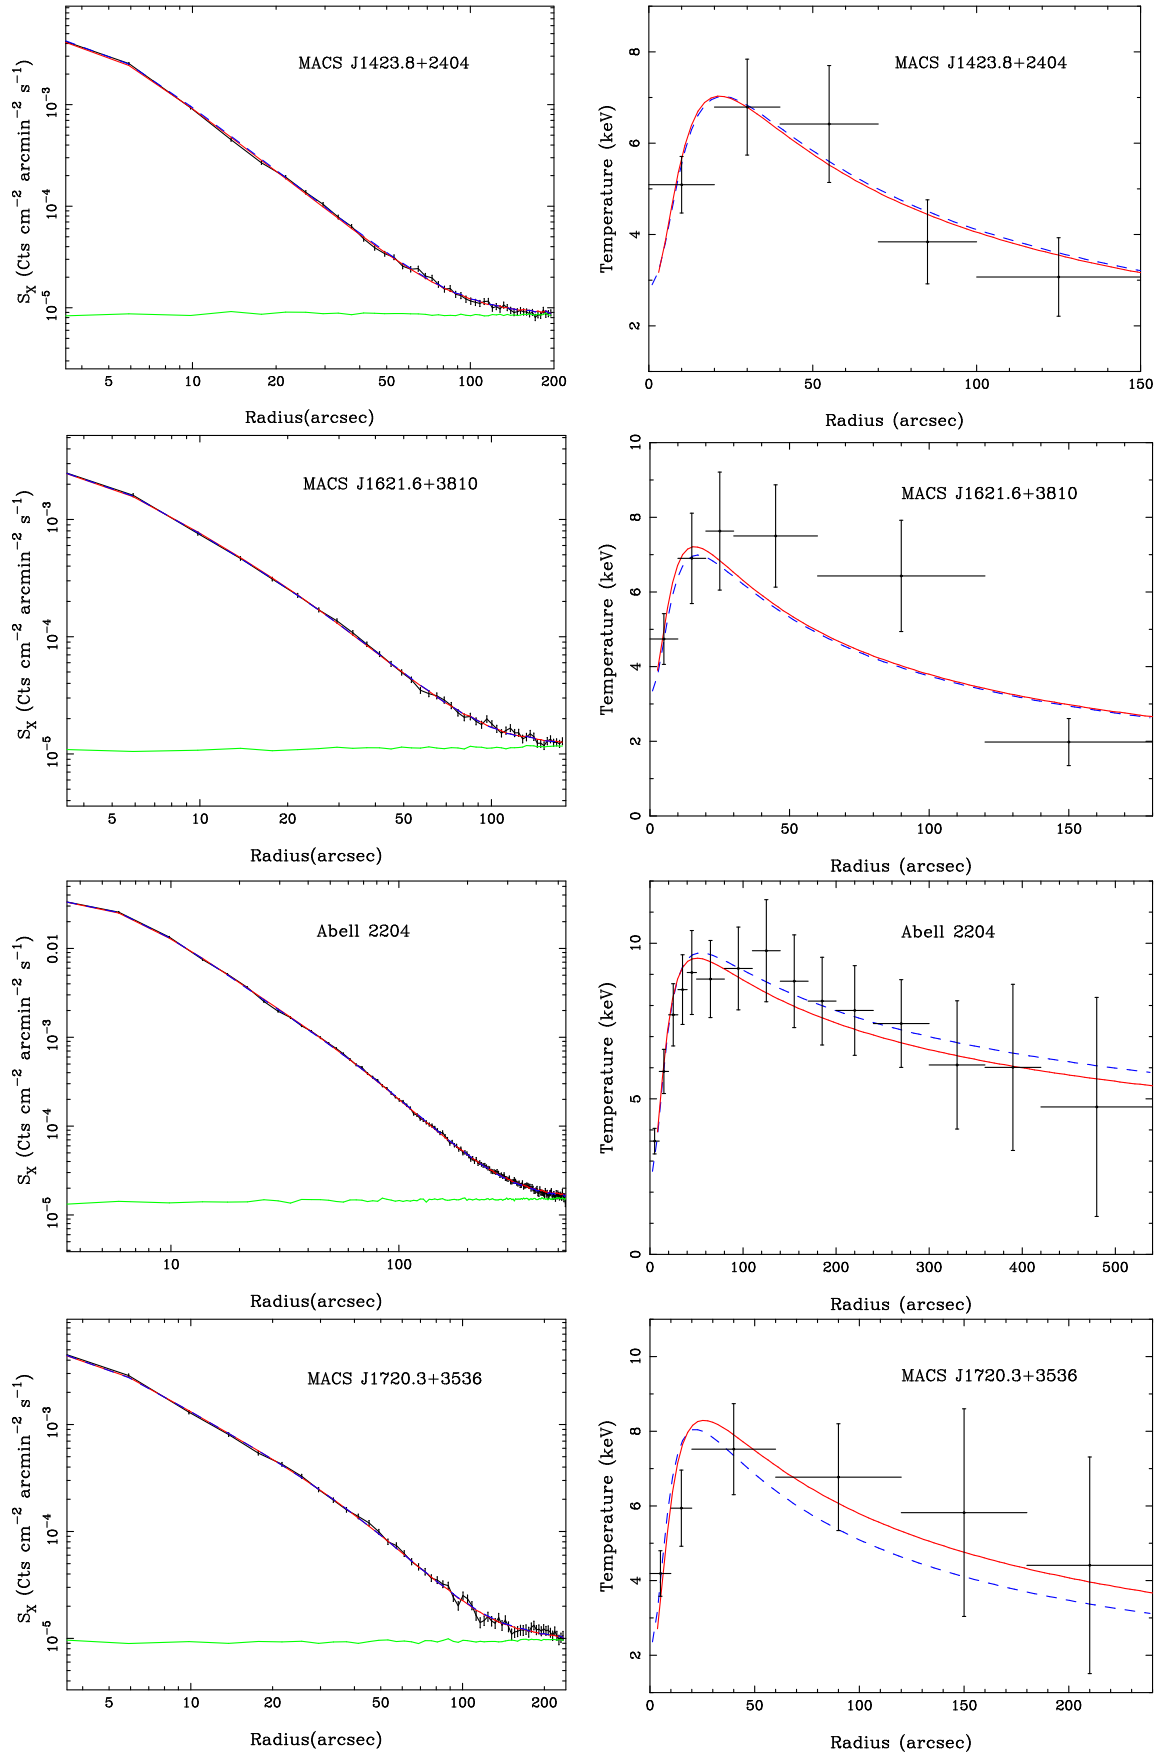 MACS J1423.8+2404
S_X (Cts cm⁻² arcmin⁻² s⁻¹)
10⁻³
10⁻⁴
10⁻⁵
5 10 20 50 100 200
Radius(arcsec)
MACS J1423.8+2404
Temperature (keV)
8
6
4
2
0 50 100 150
Radius (arcsec)
MACS J1621.6+3810
S_X (Cts cm⁻² arcmin⁻² s⁻¹)
10⁻³
10⁻⁴
10⁻⁵
5 10 20 50 100
Radius(arcsec)
MACS J1621.6+3810
Temperature (keV)
10
8
6
4
2
0
0 50 100 150
Radius (arcsec)
Abell 2204
S_X (Cts cm⁻² arcmin⁻² s⁻¹)
0.01
10⁻³
10⁻⁴
10⁻⁵
10 100
Radius(arcsec)
Abell 2204
Temperature (keV)
10
5
0
0 100 200 300 400 500
Radius (arcsec)
MACS J1720.3+3536
S_X (Cts cm⁻² arcmin⁻² s⁻¹)
10⁻³
10⁻⁴
10⁻⁵
5 10 20 50 100 200
Radius(arcsec)
MACS J1720.3+3536
Temperature (keV)
10
8
6
4
2
0 50 100 150 200
Radius (arcsec)